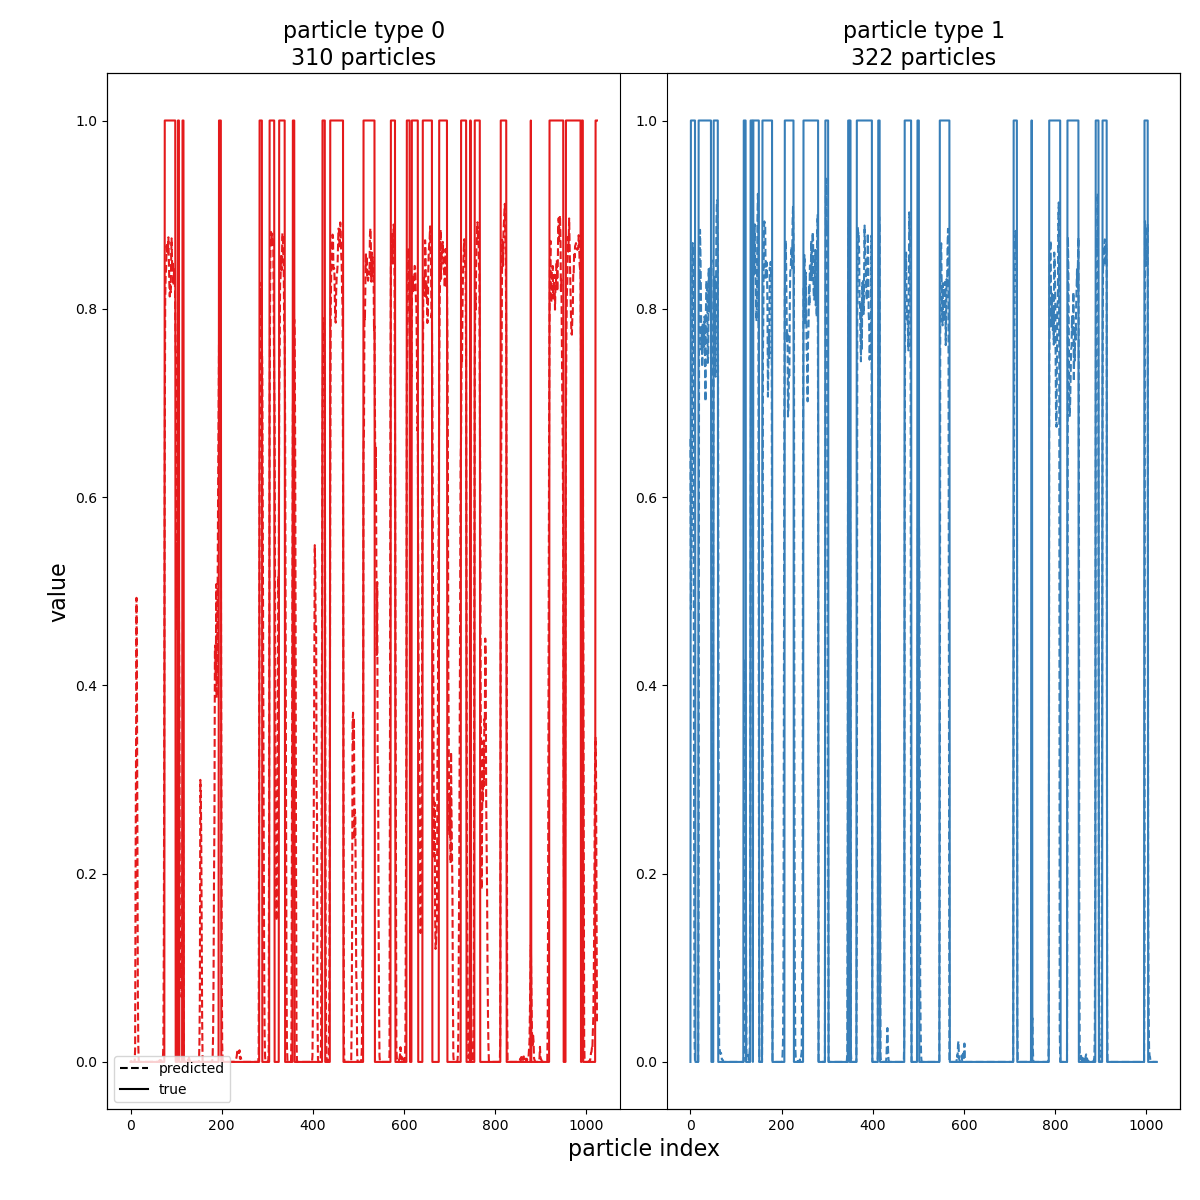 particle type 0
310 particles
particle type 1
322 particles
1.0
0.8
0.6
0.4
0.2
0.0
value
predicted
true
0 200 400 600 800 1000
1.0
0.8
0.6
0.4
0.2
0.0
0 200 400 600 800 1000
particle index